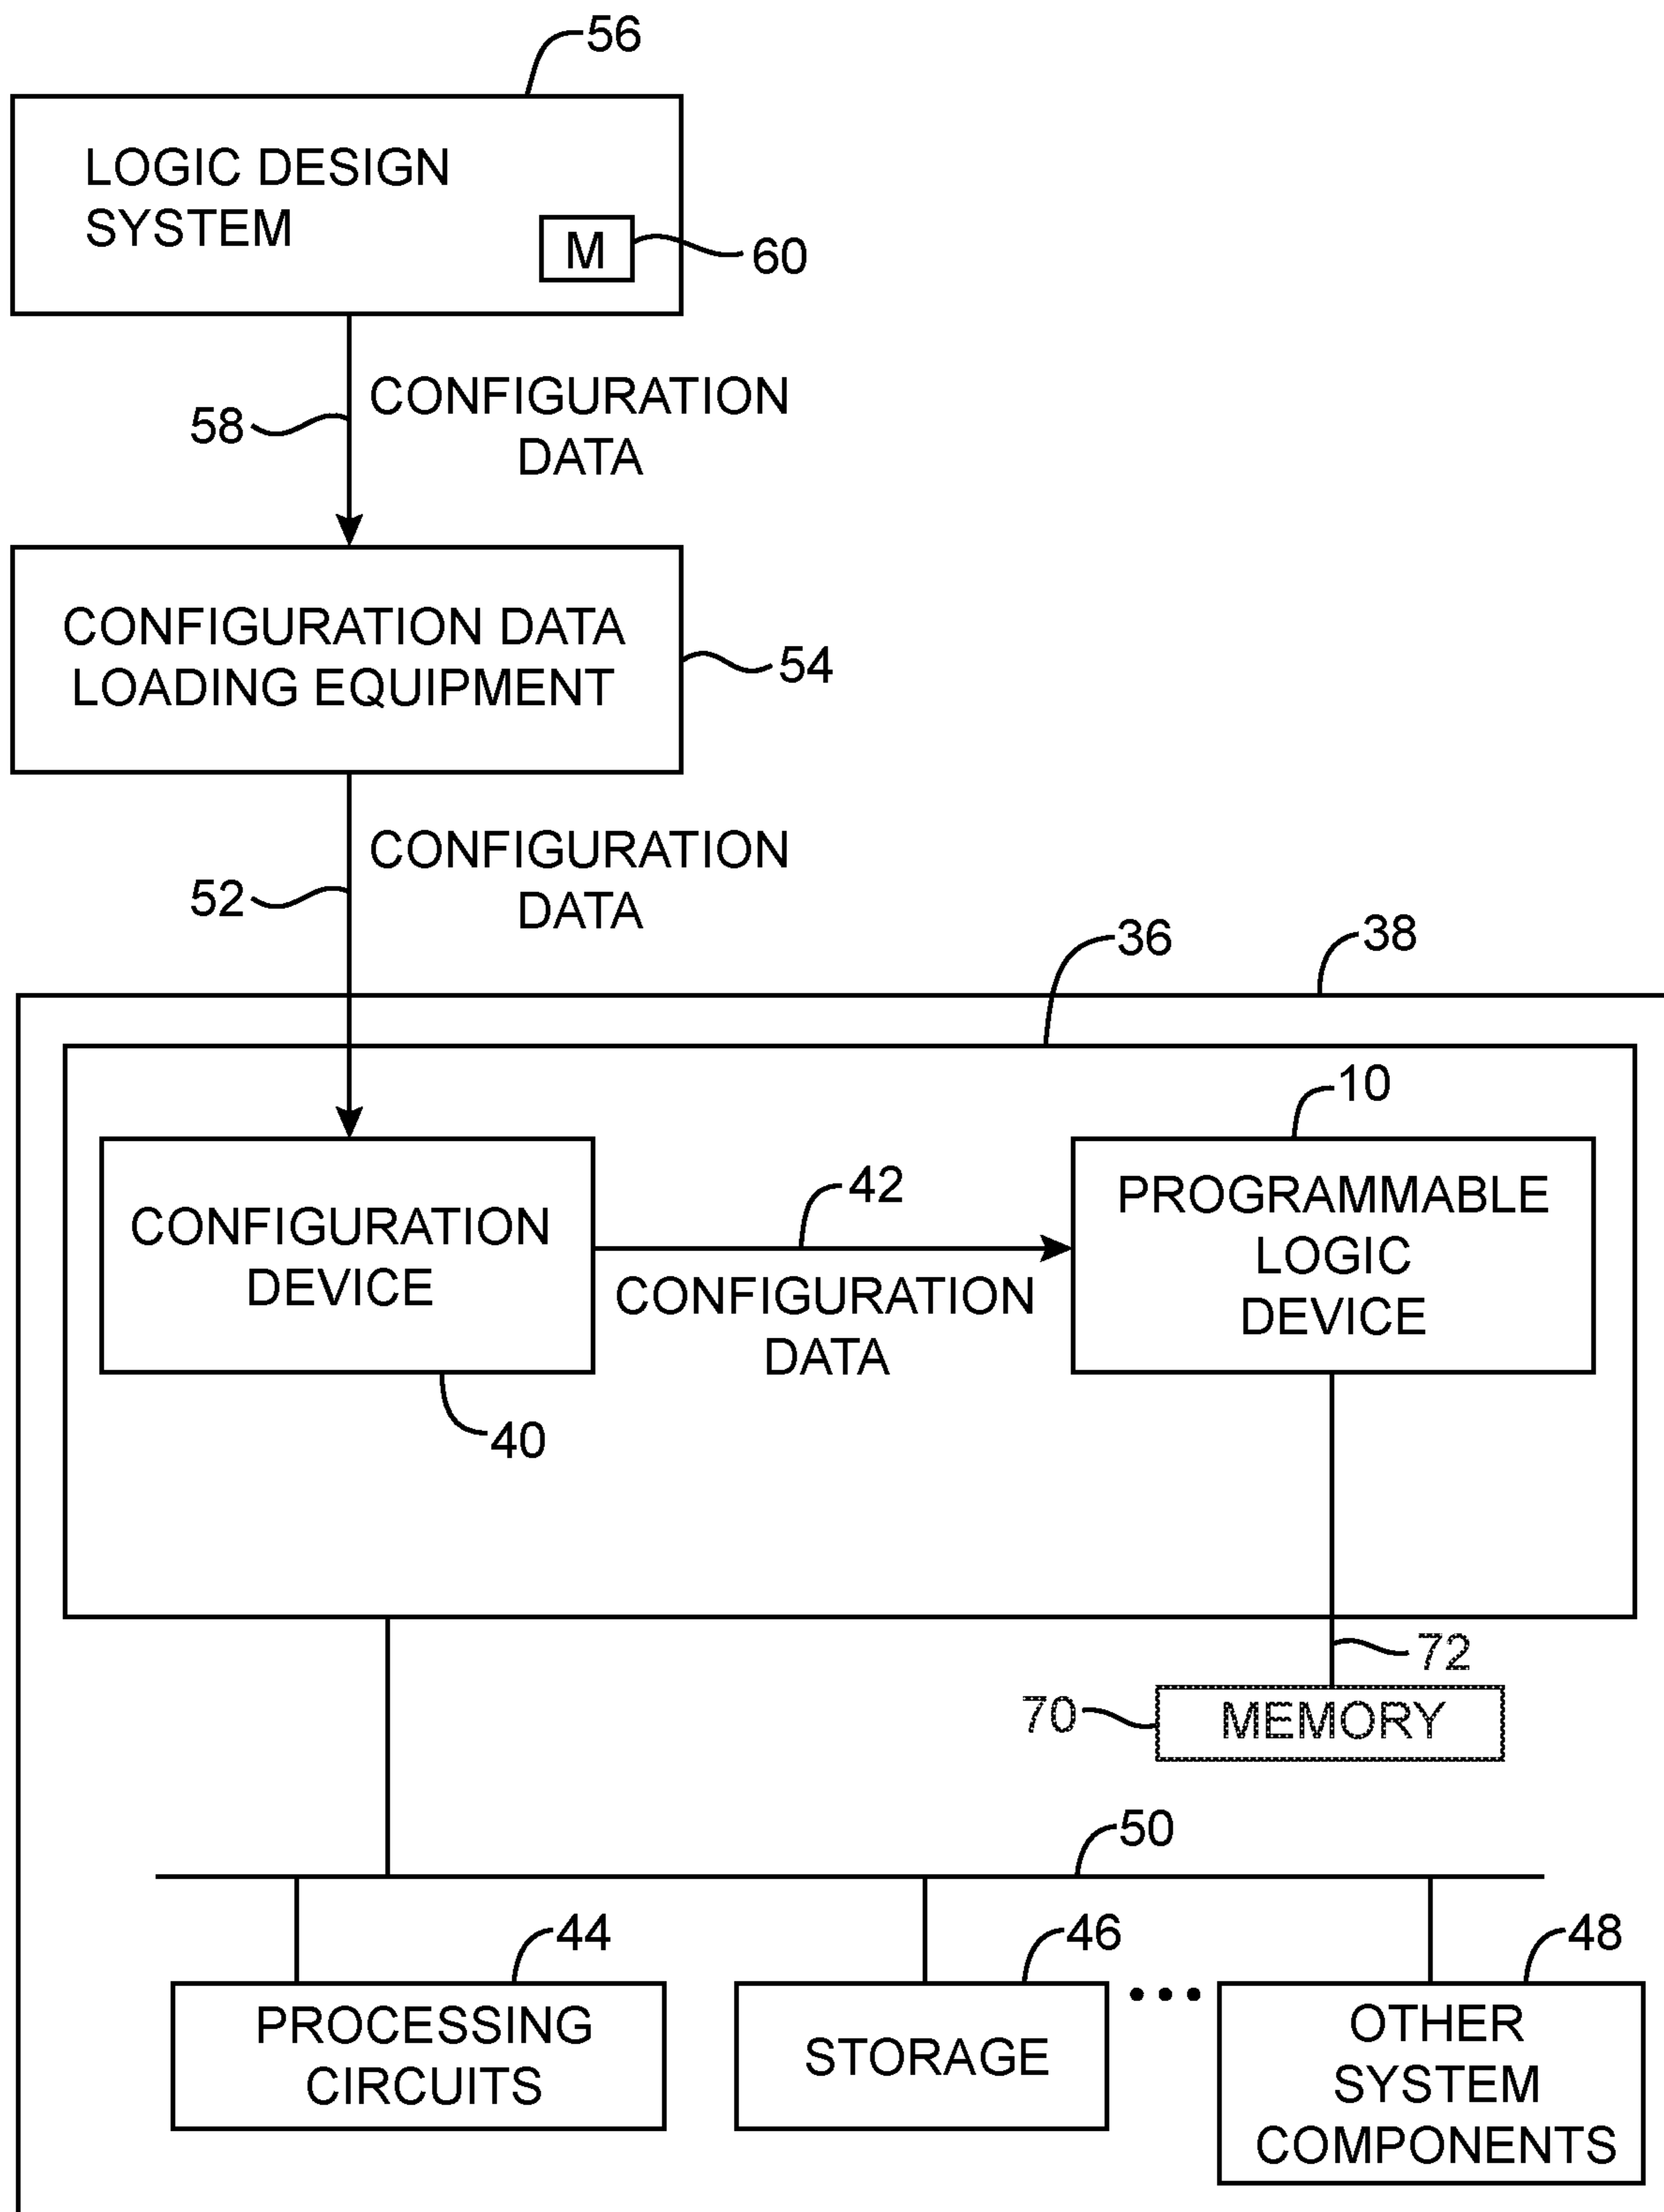 56
LOGIC DESIGN
SYSTEM
M
60
58
CONFIGURATION
DATA
CONFIGURATION DATA
LOADING EQUIPMENT
54
52
CONFIGURATION
DATA
36
38
10
CONFIGURATION
DEVICE
40
42
CONFIGURATION
DATA
PROGRAMMABLE
LOGIC
DEVICE
72
70
MEMORY
50
44
46
48
PROCESSING
CIRCUITS
STORAGE
•••
OTHER
SYSTEM
COMPONENTS